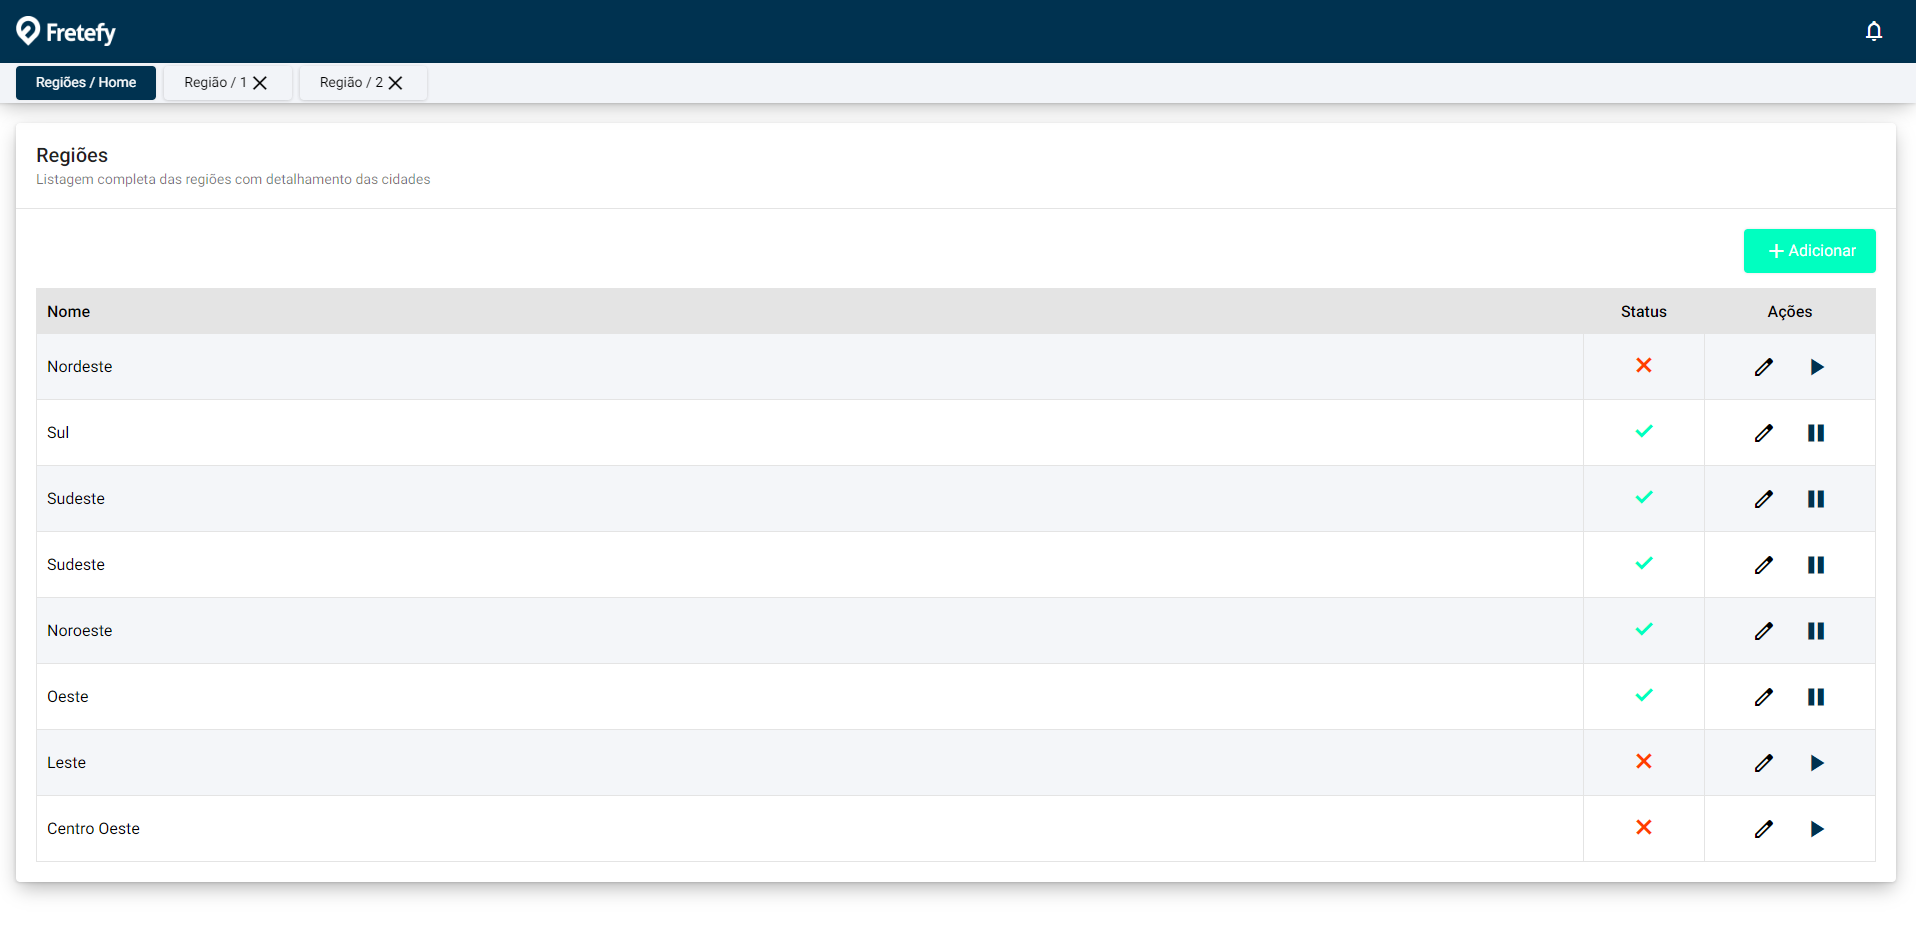 Fretefy
Regiões / Home
Região / 1
Região / 2
Regiões
Listagem completa das regiões com detalhamento das cidades
Adicionar
Nome Status Ações
Nordeste
Sul
Sudeste
Sudeste
Noroeste
Oeste
Leste
Centro Oeste